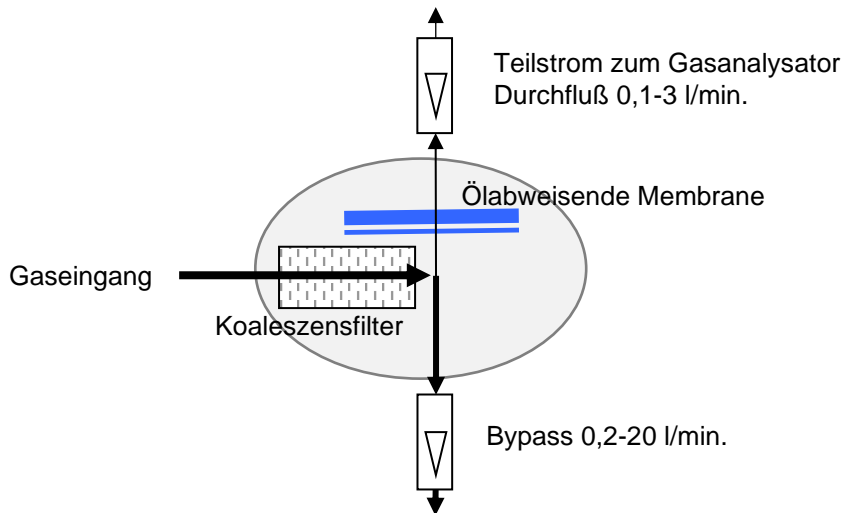 Teilstrom zum Gasanalysator
Durchfluß 0,1-3 l/min.
Ölabweisende Membrane
Gaseingang
Koaleszensfilter
Bypass 0,2-20 l/min.